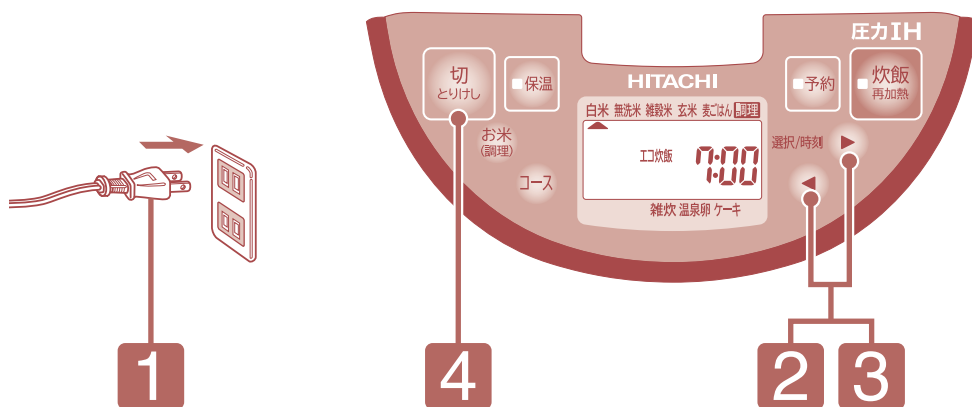 圧力IH
切
とりけし
保温
HITACHI
予約
炊飯
再加熱
白米 無洗米 雑穀米 玄米 麦ごはん 調理
お米
(調理)
コース
エコ炊飯
7:00
選択/時刻
▶
◀
雑炊 温泉卵 ケーキ
1
4
2
3